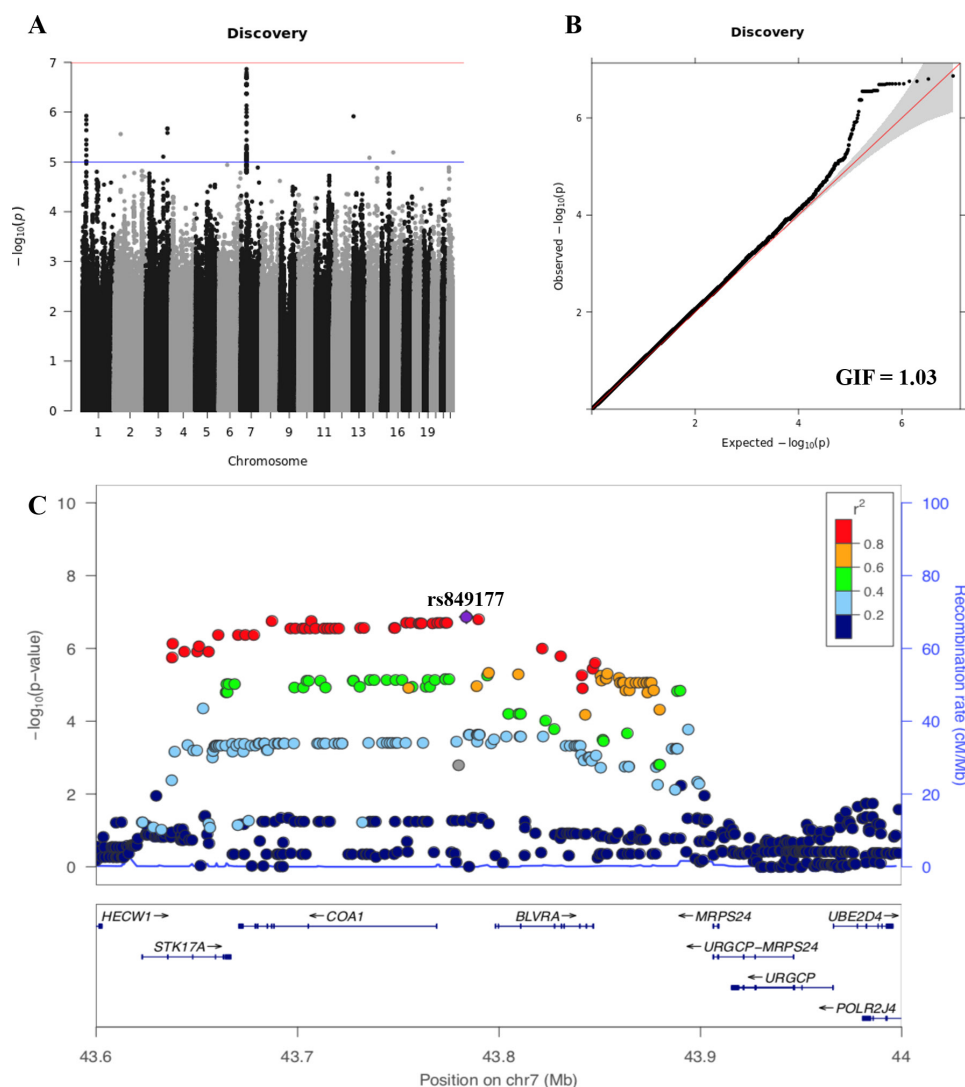 A
Discovery
7
6
5
4
3
2
1
0
−log₁₀(p)
1 2 3 4 5 6 7 9 11 13 16 19
Chromosome
B
Discovery
6
4
2
Observed −log₁₀(p)
GIF = 1.03
2 4 6
Expected −log₁₀(p)
C
10
8
6
4
2
0
−log₁₀(p−value)
rs849177
r²
0.8
0.6
0.4
0.2
100
80
60
40
20
0
Recombination rate (cM/Mb)
HECW1→ ←COA1 BLVRA→ ←MRPS24 UBE2D4→
STK17A→ ←URGCP−MRPS24
←URGCP
←POLR2J4
43.6 43.7 43.8 43.9 44
Position on chr7 (Mb)